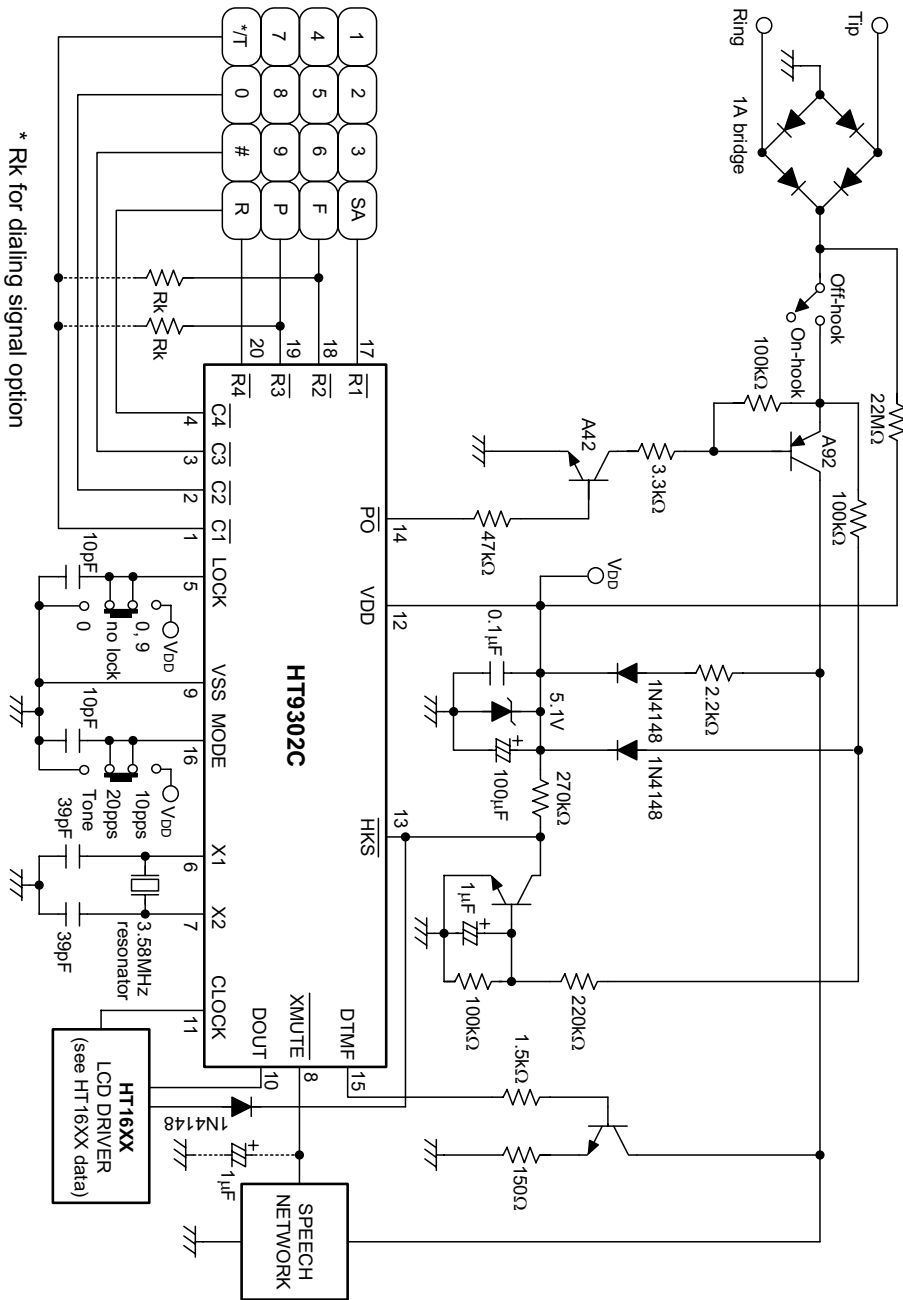 Tip
Ring
1A bridge
Off-hook
On-hook
22MΩ
A92
100kΩ
100kΩ
3.3kΩ
A42
47kΩ
VDD
2.2kΩ
1N4148
1N4148
5.1V
0.1µF
100µF
270kΩ
1µF
220kΩ
100kΩ
1.5kΩ
150Ω
1 2 3 SA
4 5 6 F
7 8 9 P
*/T 0 # R
Rk
Rk
17 R1
18 R2
19 R3
20 R4
PO 14
VDD 12
HKS 13
HT9302C
DTMF 15
XMUTE 8
DOUT 10
CLOCK 11
C4 4
C3 3
C2 2
C1 1
LOCK 5
VSS 9
MODE 16
X1 6
X2 7
10pF
VDD
0, 9
no lock
0
10pF
VDD
10pps
20pps
Tone
39pF
39pF
3.58MHz
resonator
1N4148
1µF
HT16XX
LCD DRIVER
(see HT16XX data)
SPEECH
NETWORK
* Rk for dialing signal option